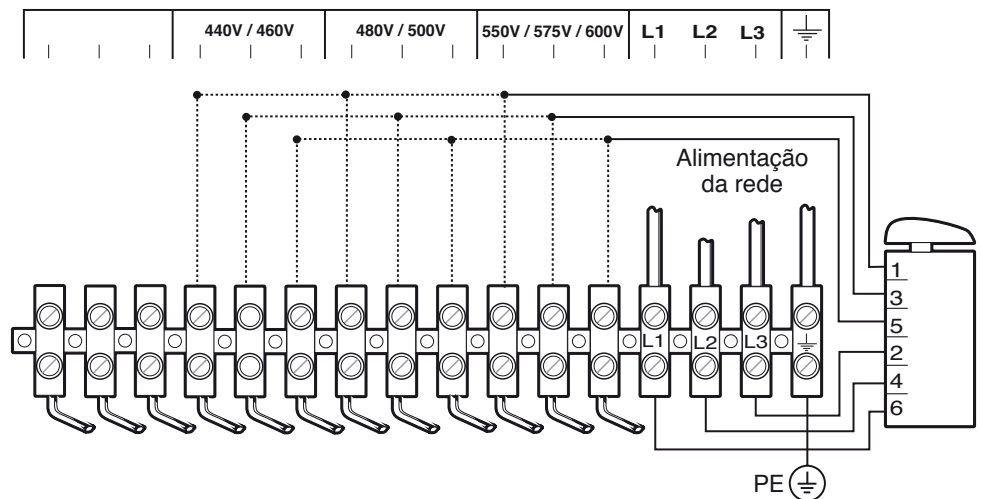 440V / 460V 480V / 500V 550V / 575V / 600V L1 L2 L3
Alimentação
da rede
1
3
5
2
4
6
L1 L2 L3
PE